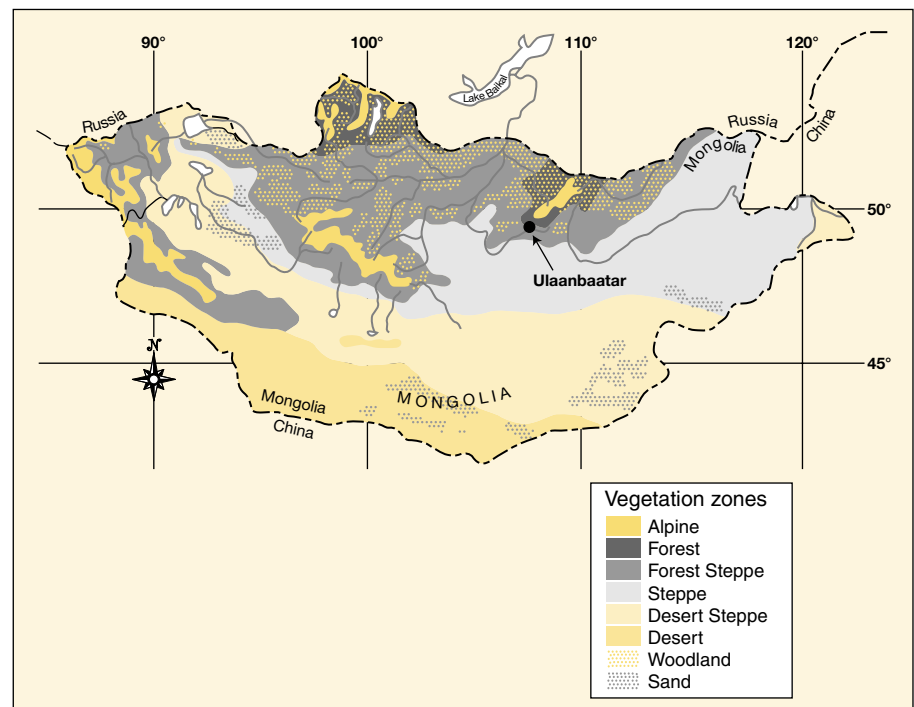 90°
100°
110°
120°
Lake Baikal
Russia
Russia
China
Mongolia
50°
Ulaanbaatar
N
45°
MONGOLIA
Mongolia
China
Vegetation zones
Alpine
Forest
Forest Steppe
Steppe
Desert Steppe
Desert
Woodland
Sand